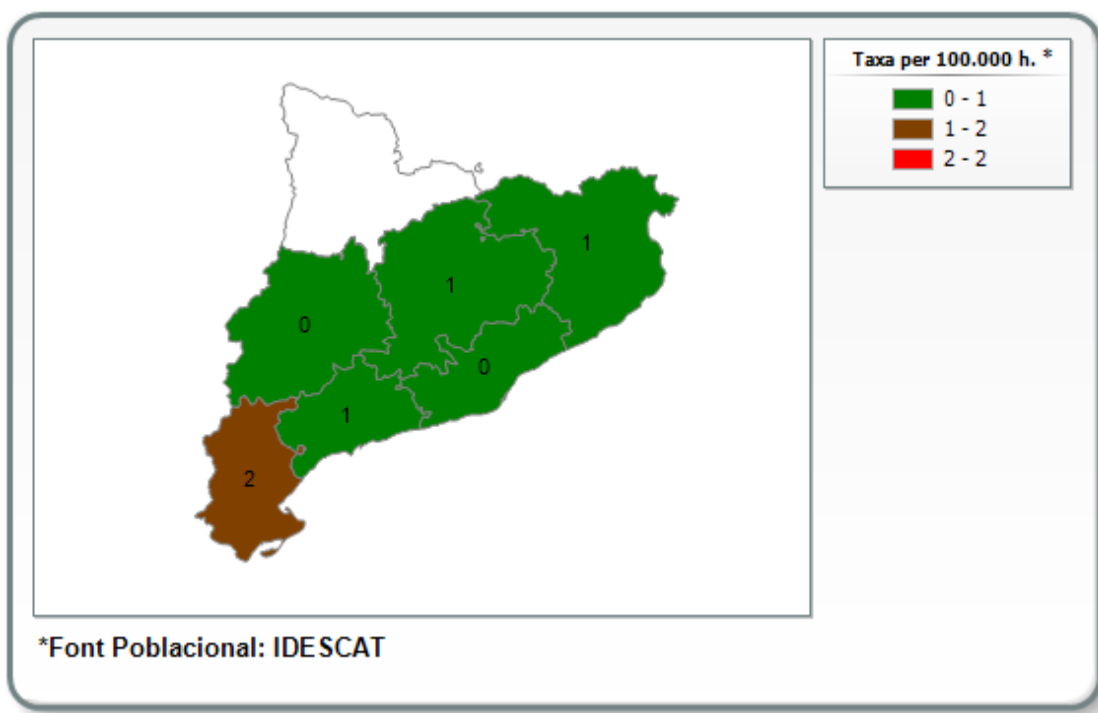 Taxa per 100.000 h. *
0 - 1
1 - 2
2 - 2
1
1
0
0
1
2
*Font Poblacional: IDESCAT